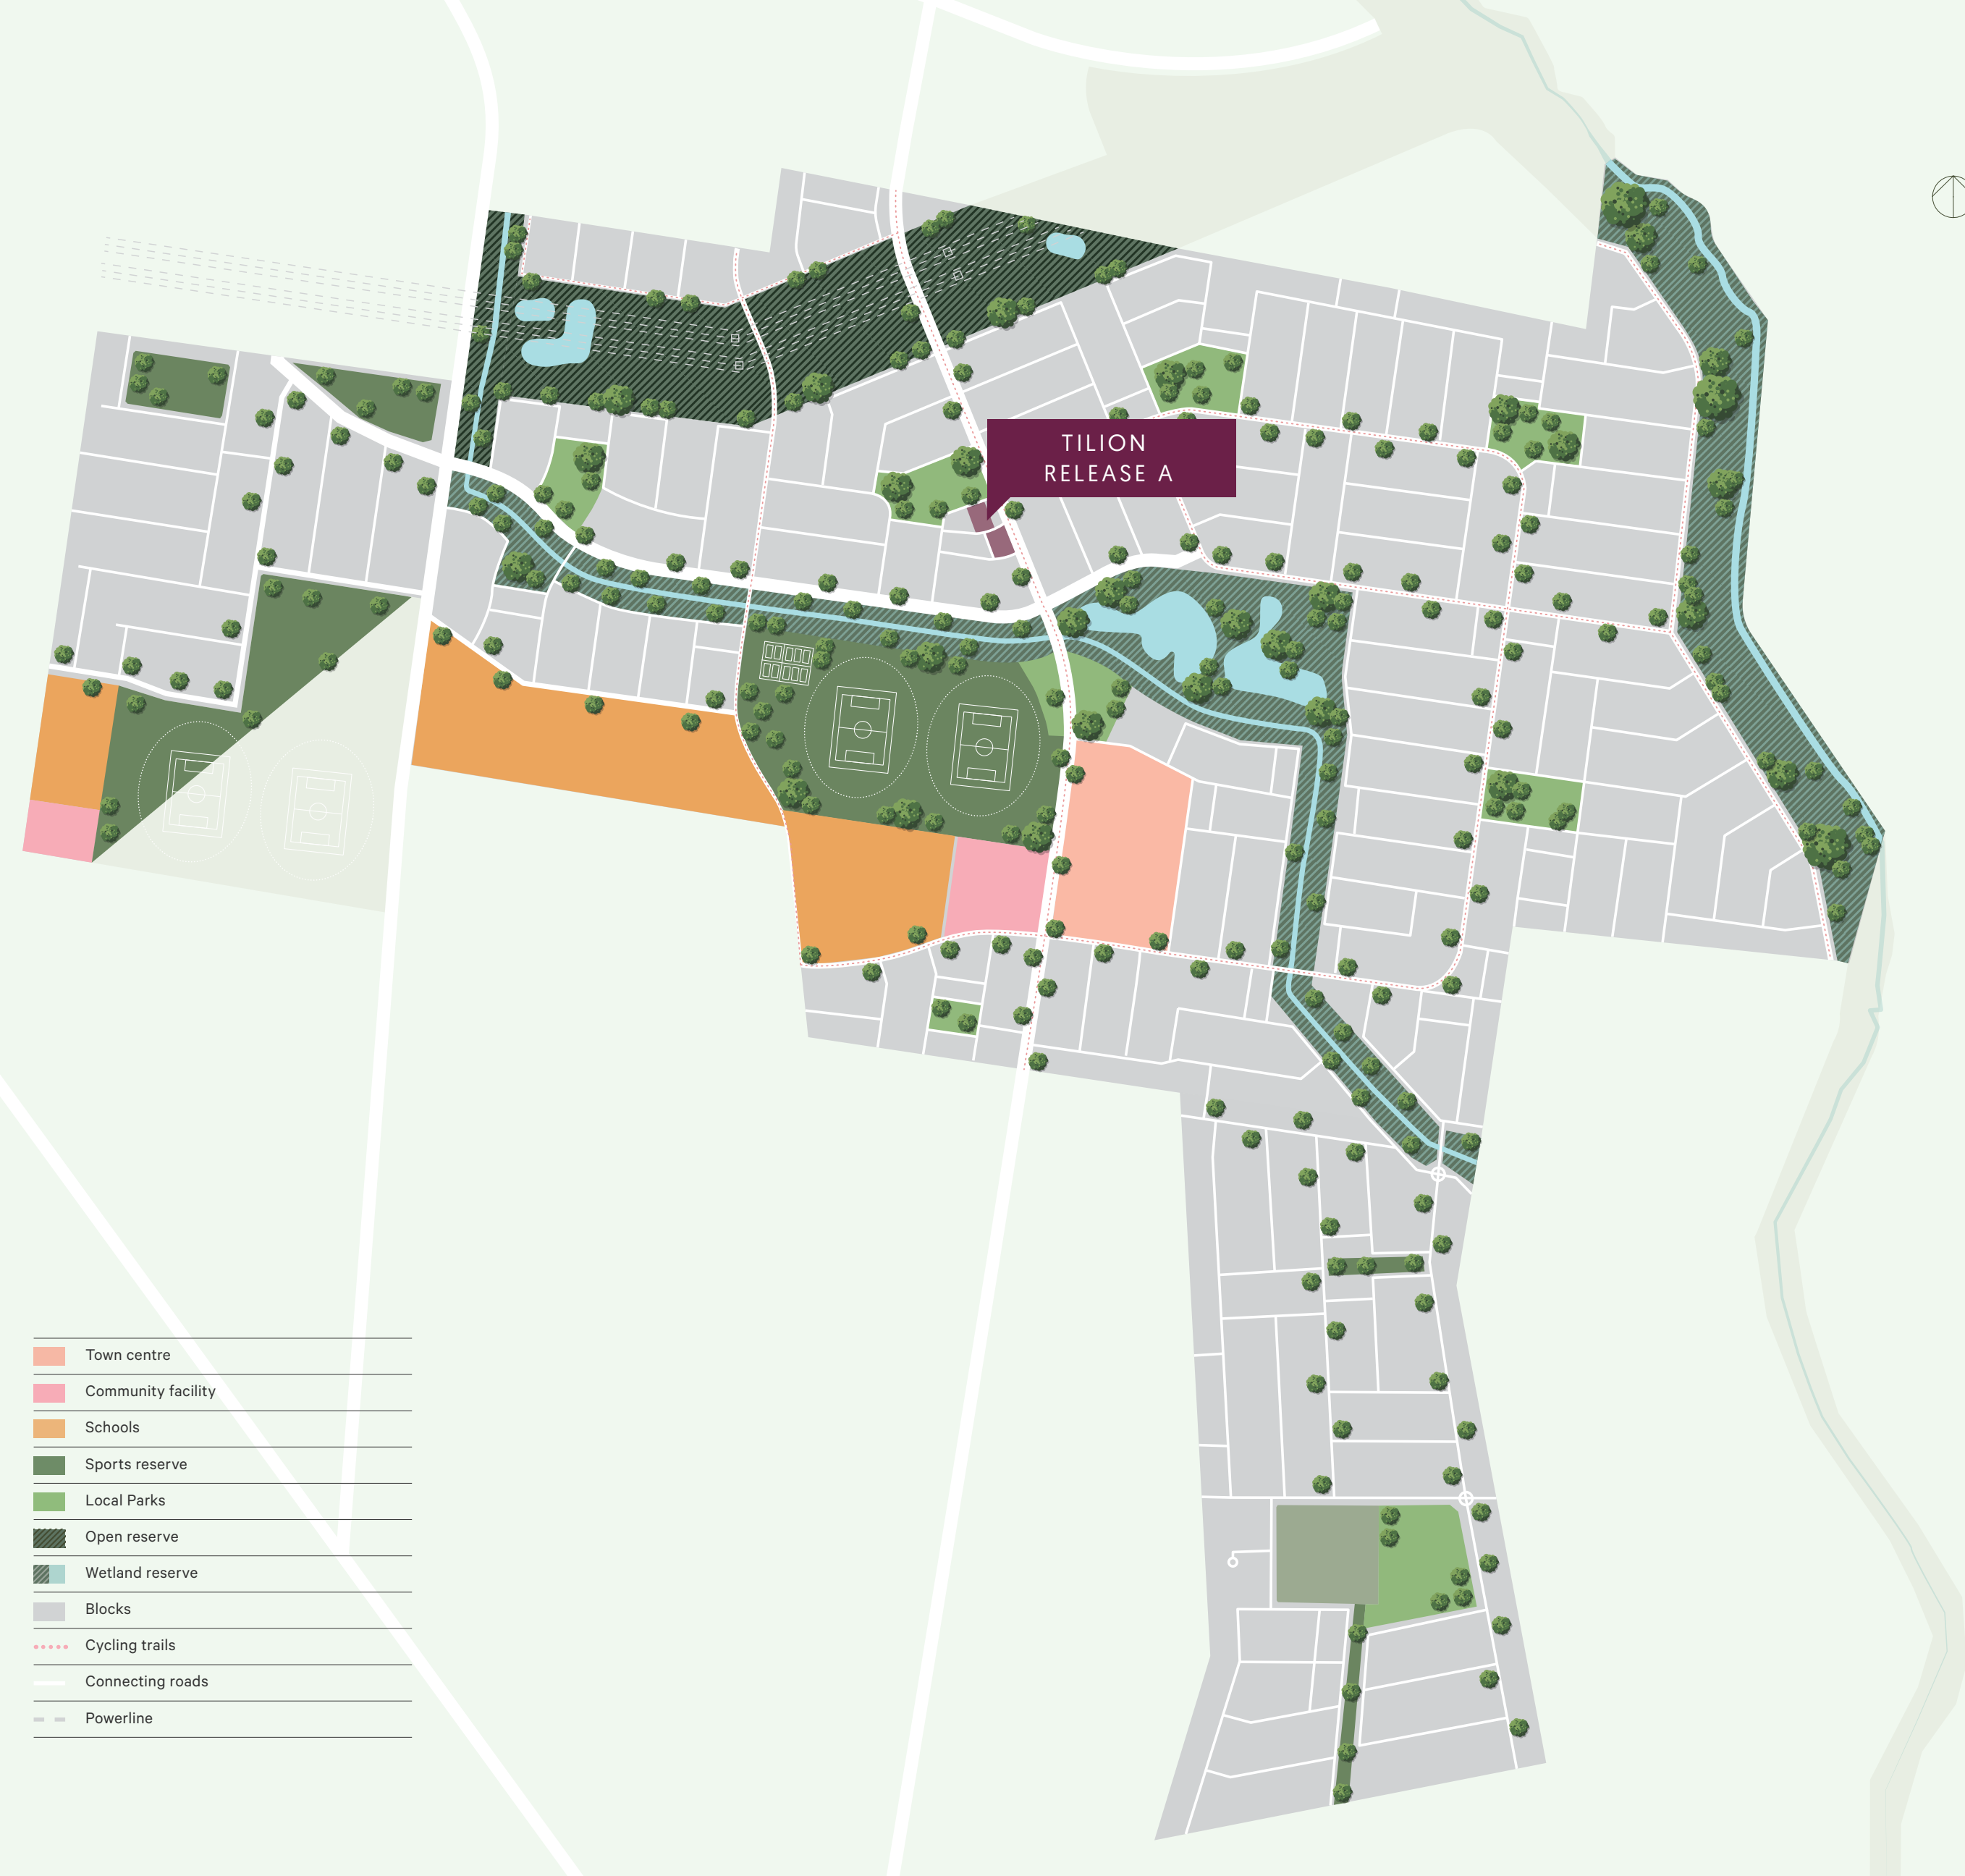 TILION
RELEASE A
Town centre
Community facility
Schools
Sports reserve
Local Parks
Open reserve
Wetland reserve
Blocks
Cycling trails
Connecting roads
Powerline